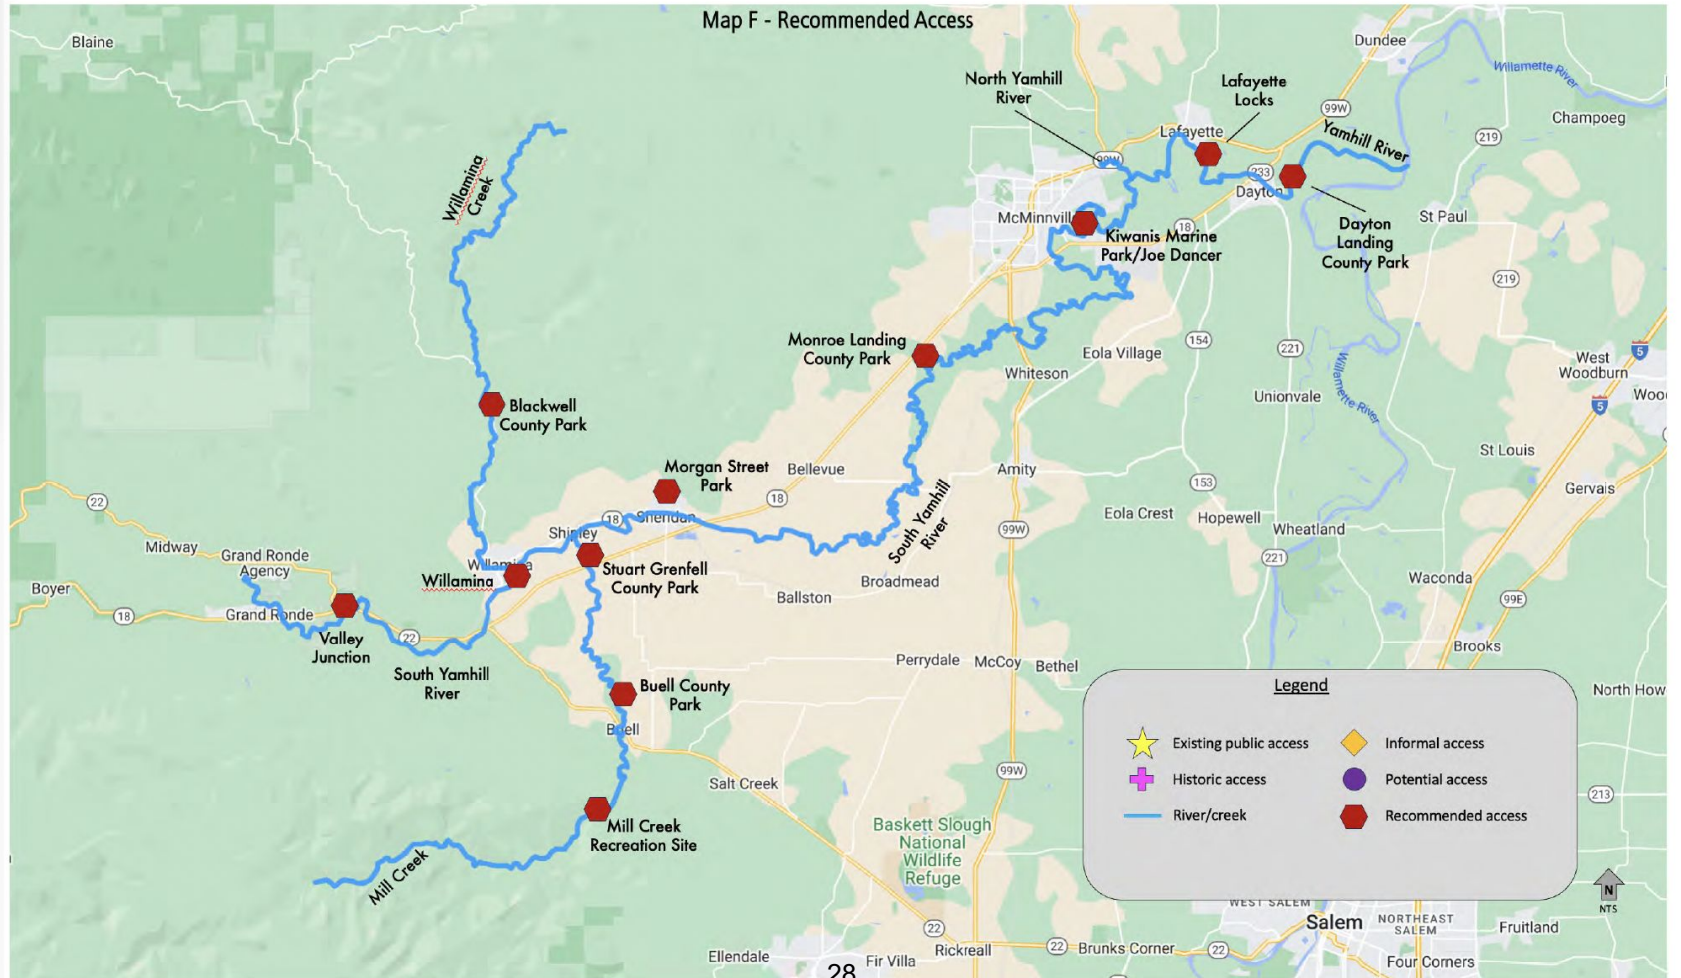 Map F - Recommended Access
Blaine
Dundee
Willamette River
North Yamhill
River
Lafayette
Locks
99W
Champoeg
Lafayette
Yamhill River
219
99W
233
Willamina
Creek
Dayton
McMinnvill
18
St Paul
Kiwanis Marine
Park/Joe Dancer
Dayton
Landing
County Park
219
Monroe Landing
County Park
154
221
5
Eola Village
West
Woodburn
Whiteson
Willamette River
Unionvale
5
Woo
Blackwell
County Park
St Louis
Morgan Street
Park
Bellevue
Amity
153
Gervais
22
18
18
Sheridan
South Yamhill
River
Eola Crest
Hopewell
Wheatland
99W
Shipley
Midway
Grand Ronde
Agency
221
Willamina
Willamina
Stuart Grenfell
County Park
Broadmead
Waconda
Boyer
Ballston
99E
18
Grand Ronde
22
Valley
Junction
Brooks
South Yamhill
River
Perrydale
McCoy
Bethel
Buell County
Park
North How
Buell
Legend
Existing public access
Informal access
Historic access
Potential access
River/creek
Recommended access
99W
Salt Creek
213
Mill Creek
Recreation Site
Mill Creek
Baskett Slough
National
Wildlife
Refuge
N
NTS
WEST SALEM
Salem
NORTHEAST
SALEM
Fruitland
22
Rickreall
22
Brunks Corner
22
Ellendale
Fir Villa
Four Corners
28